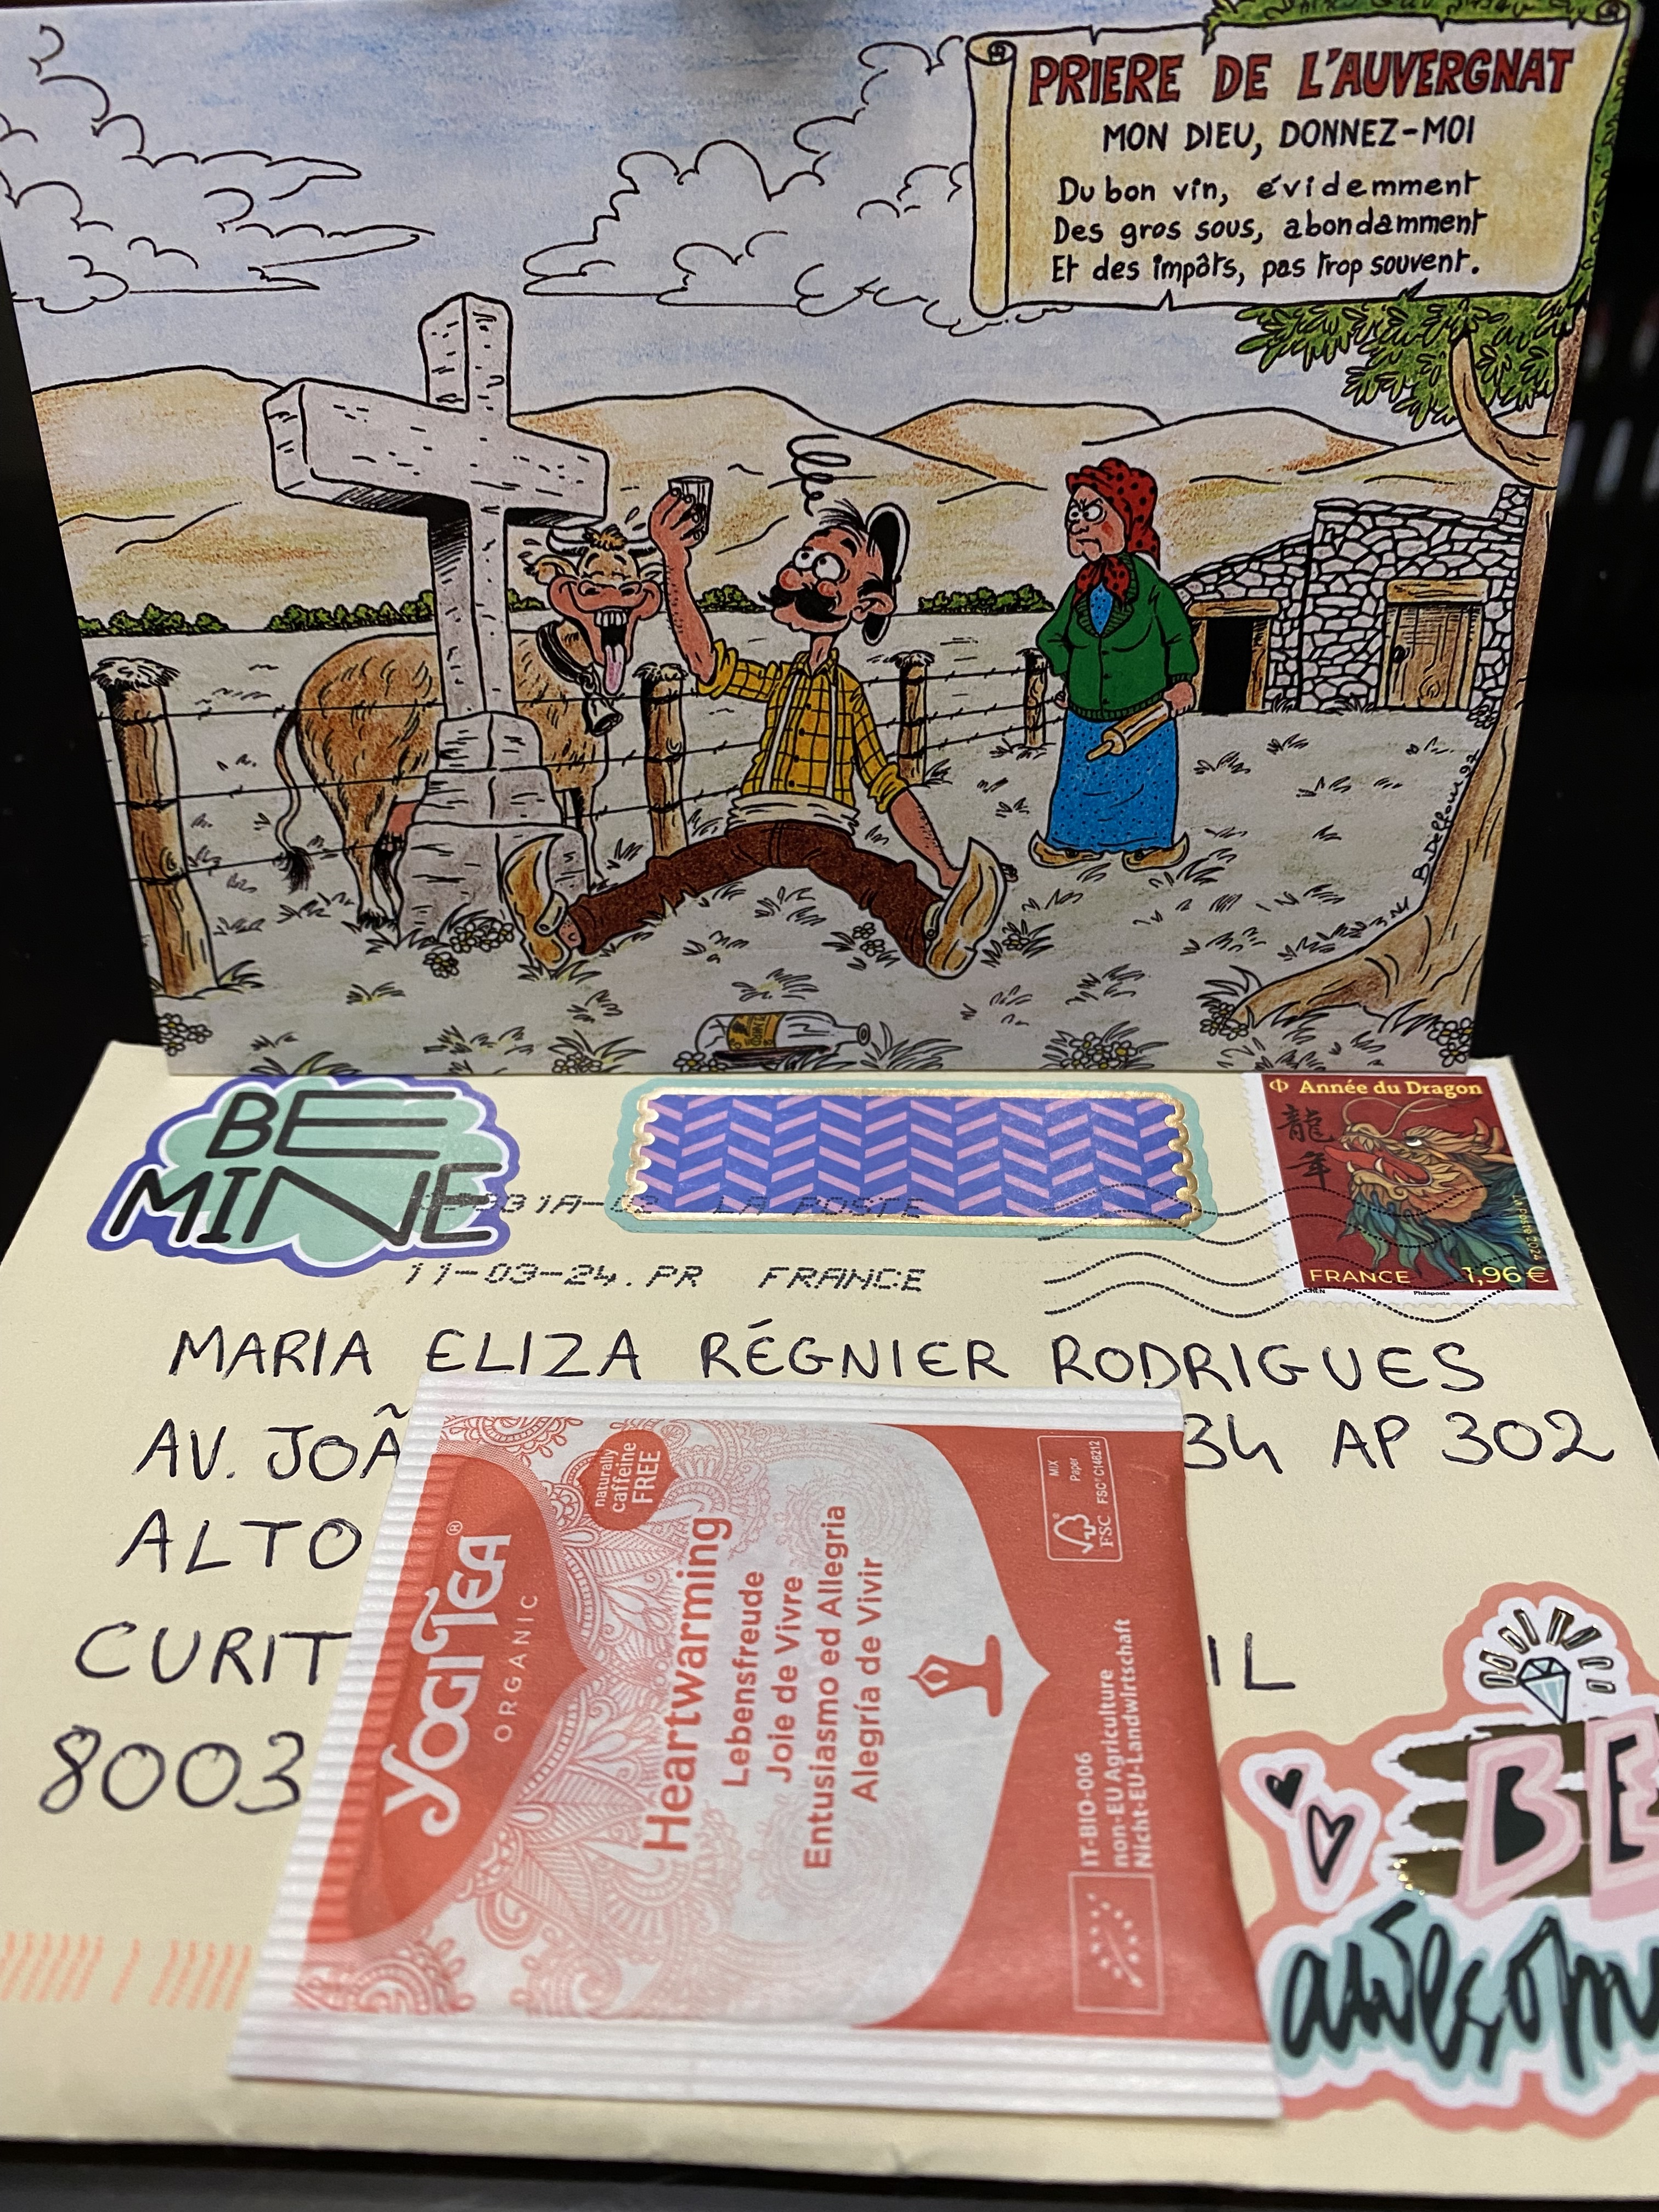 PRIERE DE L'AUVERGNAT
MON DIEU, DONNEZ-MOI
Du bon vin, évidemment
Des gros sous, abondamment
Et des impôts, pas trop souvent.
BE
MINE
LA POSTE
11-03-24.PR FRANCE
Année du Dragon
龍
年
FRANCE 1,96 €
Philaposte
MARIA ELIZA RÉGNIER RODRIGUES
AV. JOÃ 34 AP 302
ALTO
CURIT IL
8003
YOGI TEA®
ORGANIC
naturally
caffeine
FREE
Heartwarming
Lebensfreude
Joie de Vivre
Entusiasmo ed Allegria
Alegría de Vivir
MIX
Paper
FSC
FSC® C148212
IT-BIO-006
non-EU Agriculture
Nicht-EU-Landwirtschaft
BE
awesom